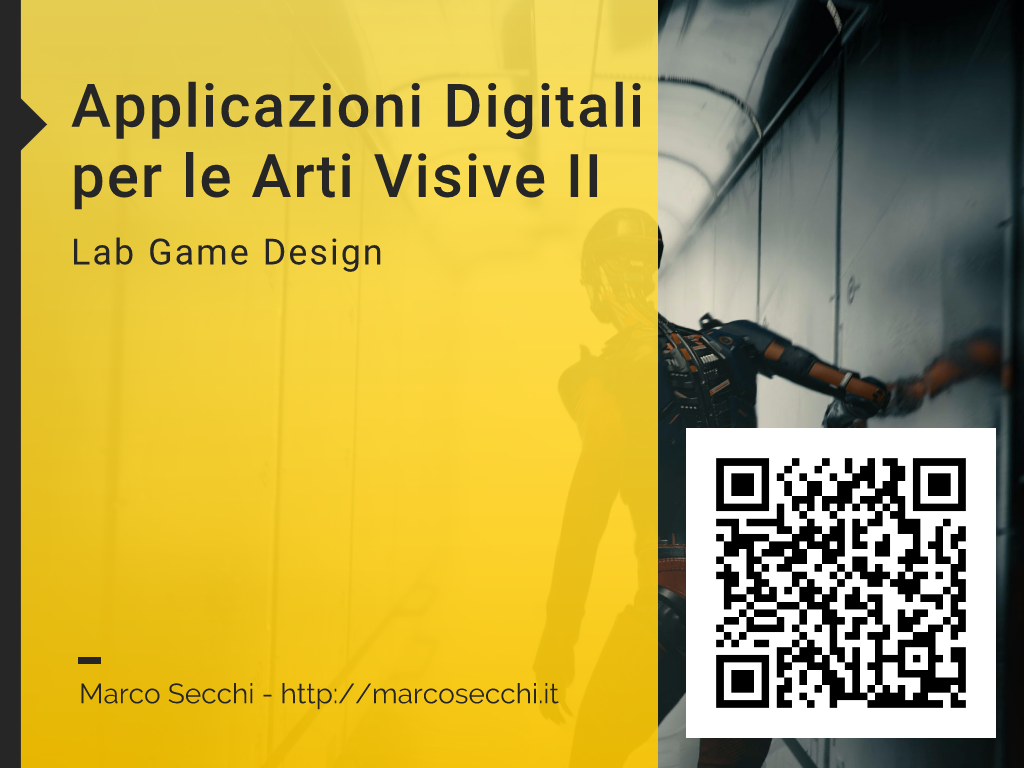 Applicazioni Digitali
per le Arti Visive II
Lab Game Design
Marco Secchi - http://marcosecchi.it